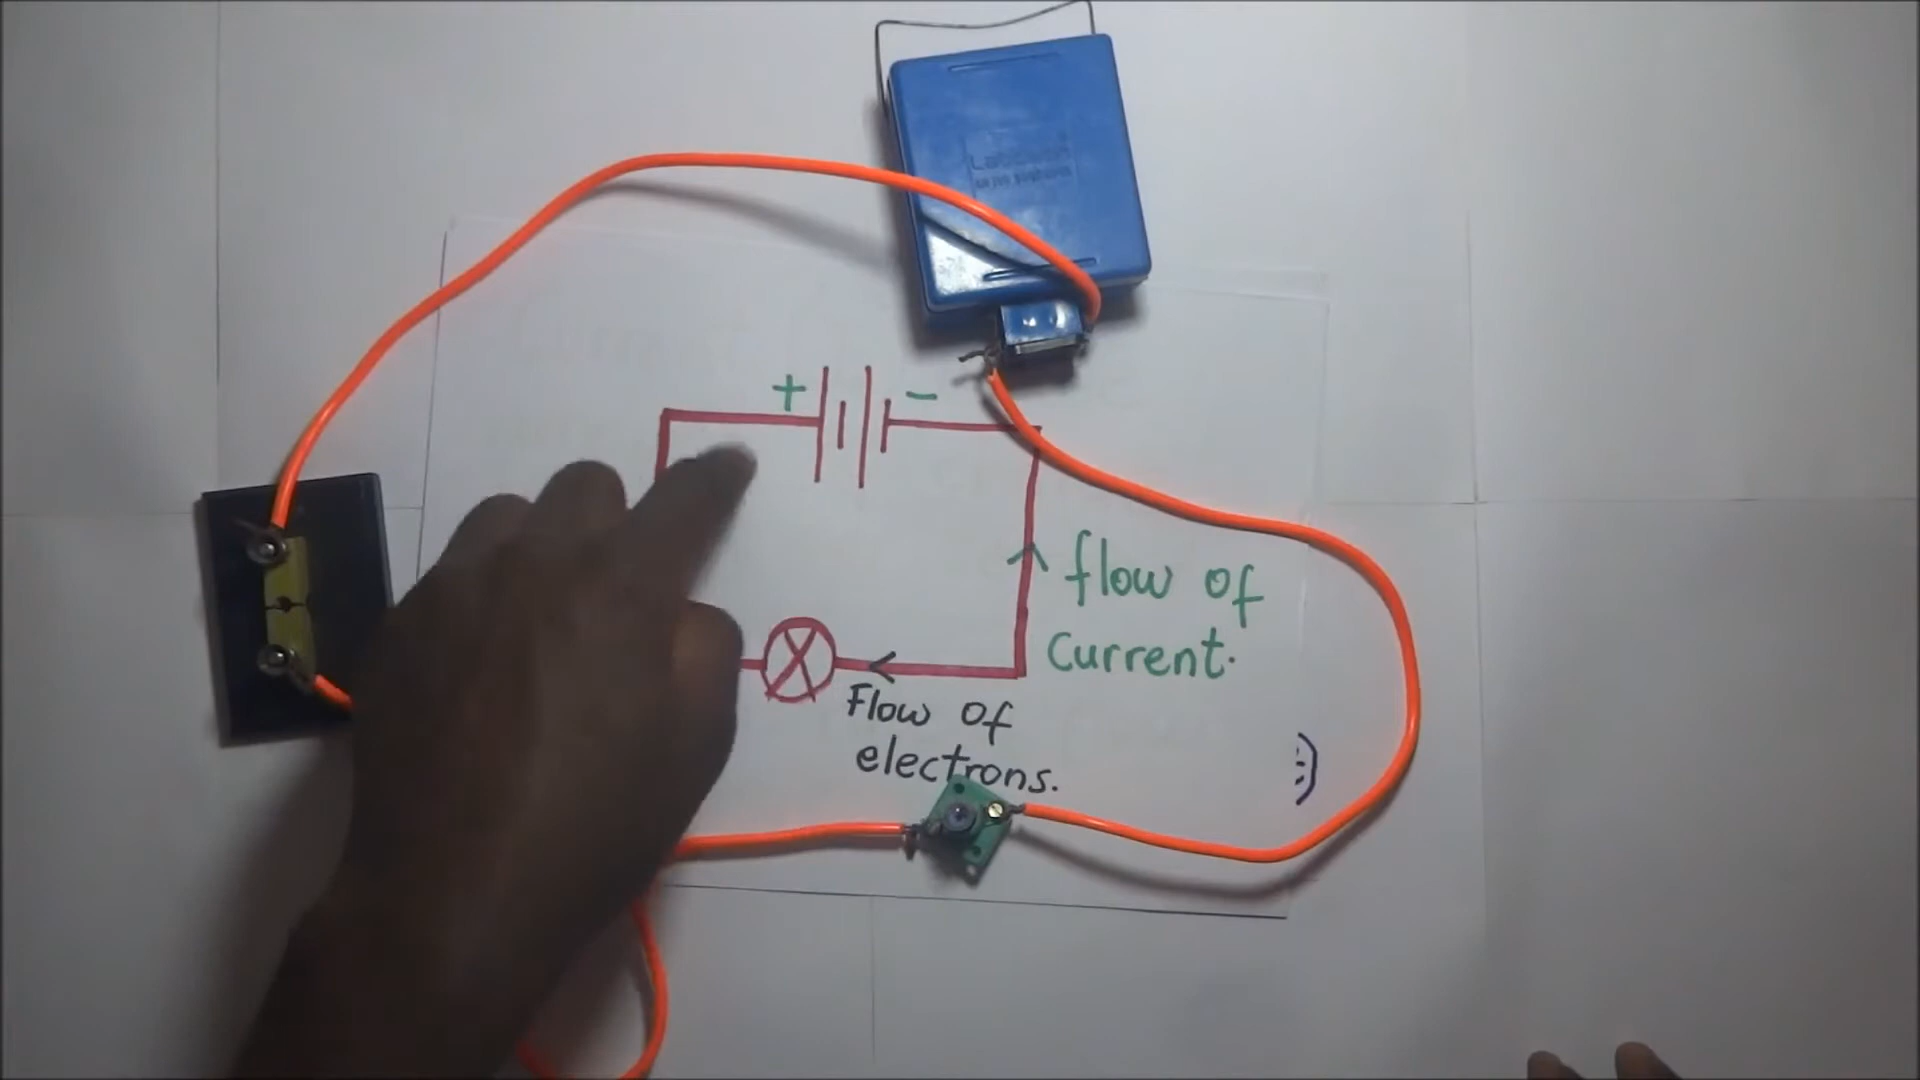 + -
flow of
Current.
Flow of
electrons.